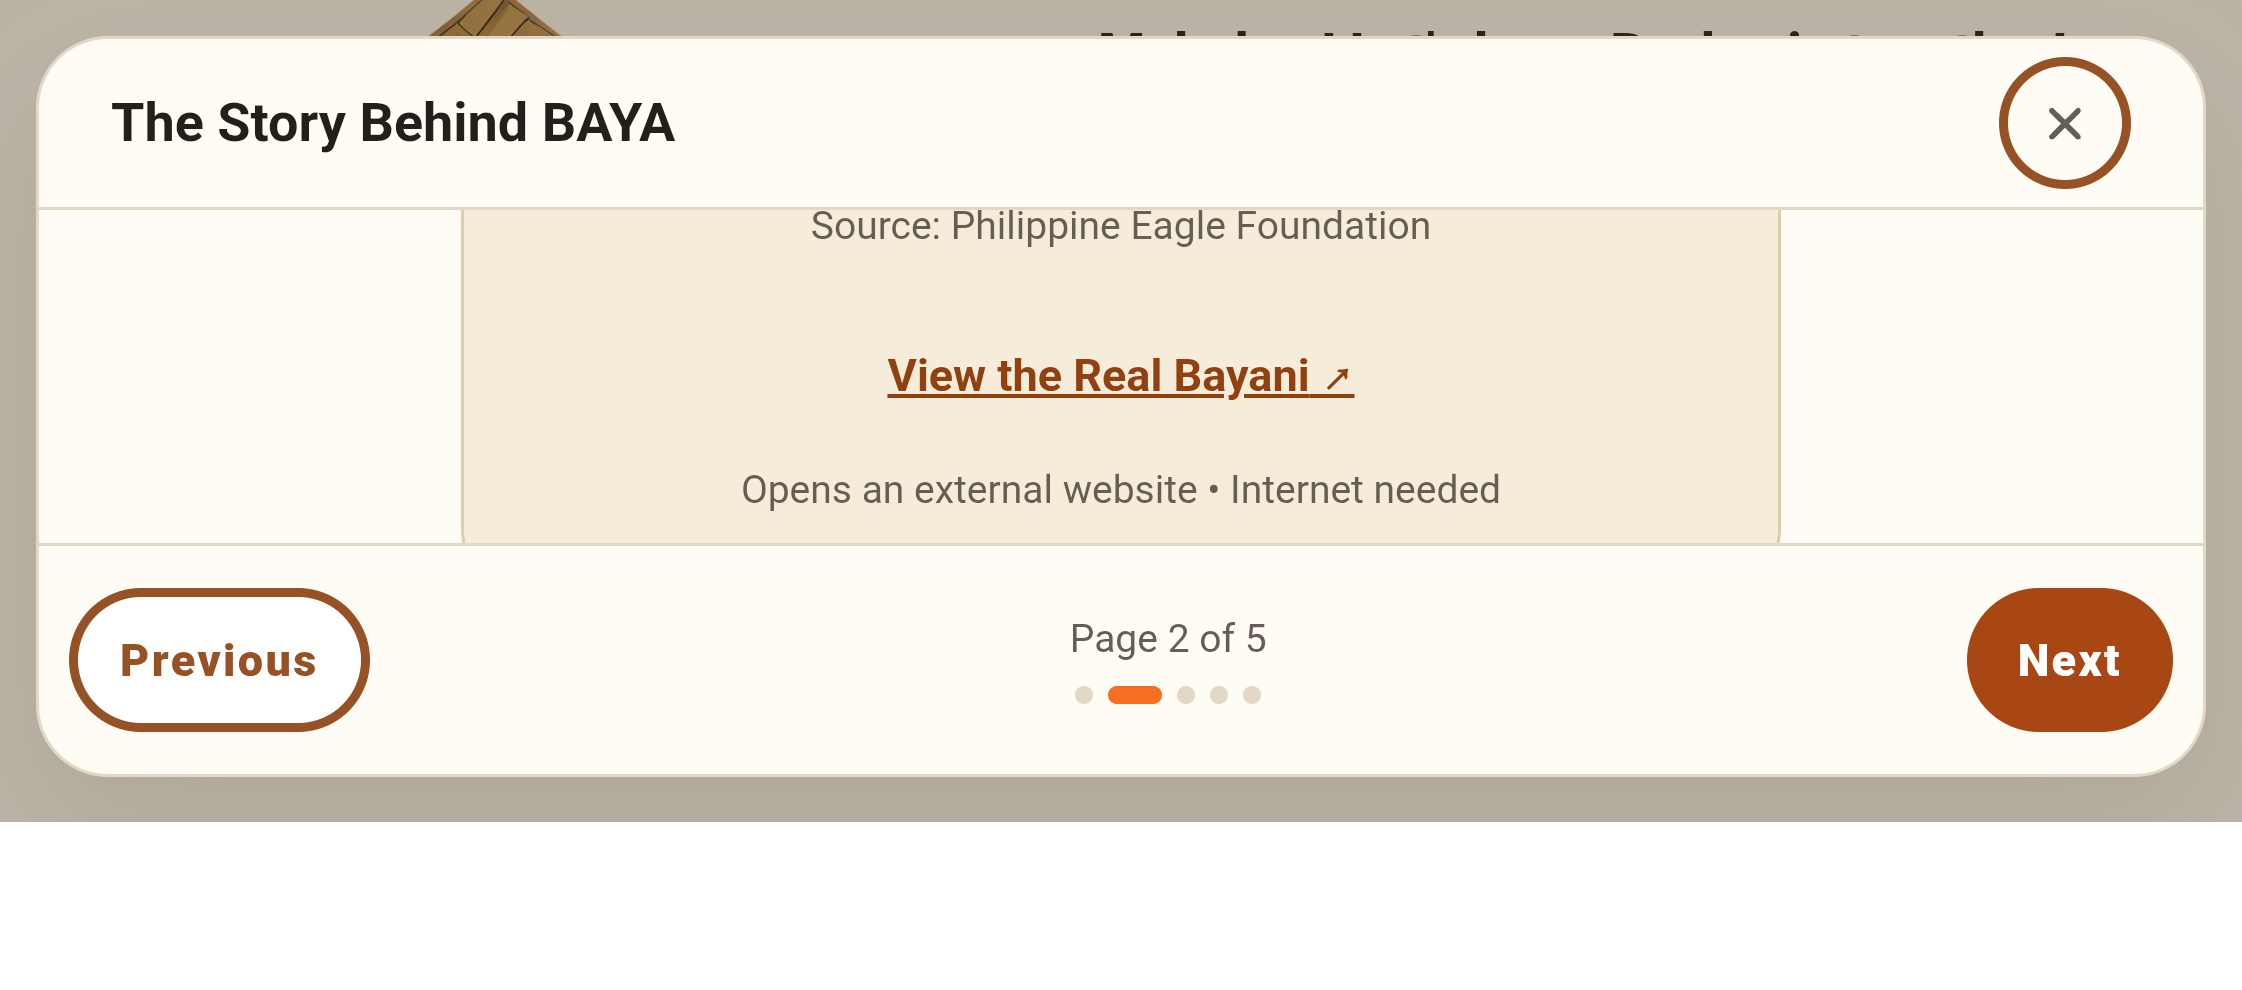 The Story Behind BAYA
Source: Philippine Eagle Foundation
View the Real Bayani ↗
Opens an external website • Internet needed
Previous
Page 2 of 5
Next